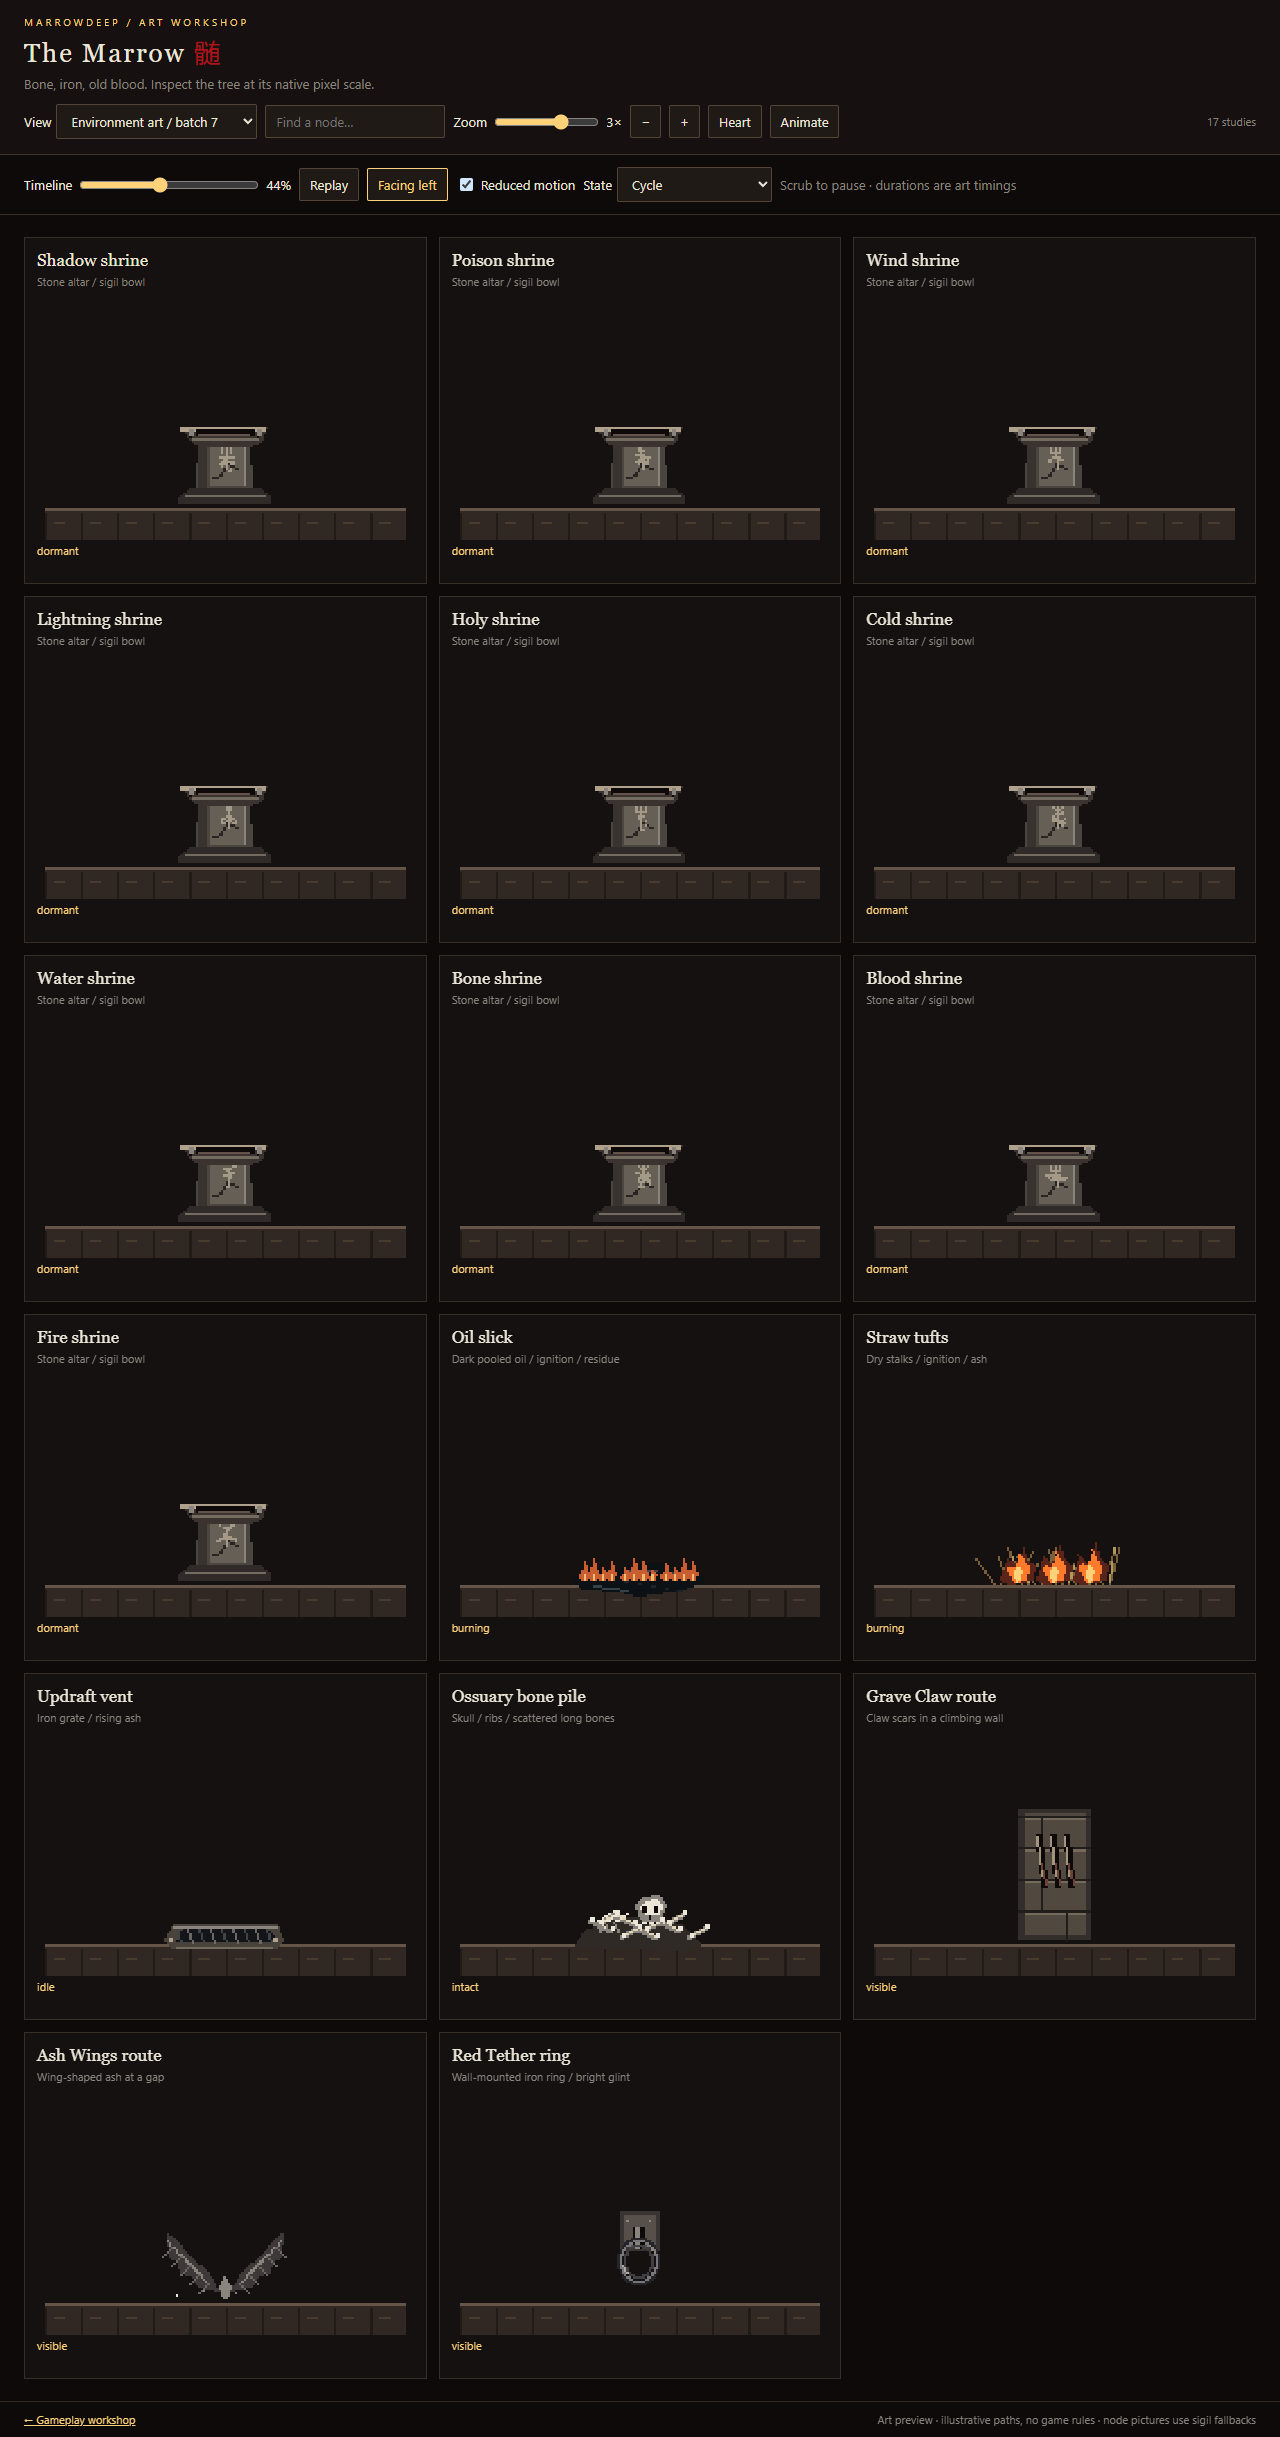 MARROWDEEP / ART WORKSHOP
The Marrow 髄
Bone, iron, old blood. Inspect the tree at its native pixel scale.
View Environment art / batch 7 Find a node... Zoom 3× − + Heart Animate 17 studies
Timeline 44% Replay Facing left Reduced motion State Cycle Scrub to pause · durations are art timings
Shadow shrine
Stone altar / sigil bowl
dormant
Poison shrine
Stone altar / sigil bowl
dormant
Wind shrine
Stone altar / sigil bowl
dormant
Lightning shrine
Stone altar / sigil bowl
dormant
Holy shrine
Stone altar / sigil bowl
dormant
Cold shrine
Stone altar / sigil bowl
dormant
Water shrine
Stone altar / sigil bowl
dormant
Bone shrine
Stone altar / sigil bowl
dormant
Blood shrine
Stone altar / sigil bowl
dormant
Fire shrine
Stone altar / sigil bowl
dormant
Oil slick
Dark pooled oil / ignition / residue
burning
Straw tufts
Dry stalks / ignition / ash
burning
Updraft vent
Iron grate / rising ash
idle
Ossuary bone pile
Skull / ribs / scattered long bones
intact
Grave Claw route
Claw scars in a climbing wall
visible
Ash Wings route
Wing-shaped ash at a gap
visible
Red Tether ring
Wall-mounted iron ring / bright glint
visible
← Gameplay workshop
Art preview · illustrative paths, no game rules · node pictures use sigil fallbacks